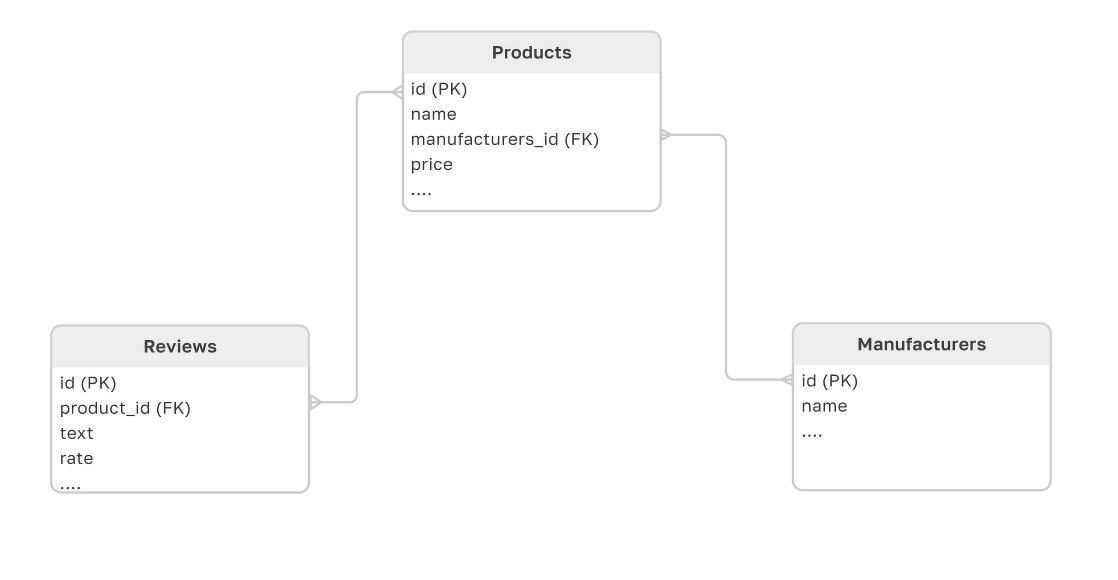 Products
id (PK)
name
manufacturers_id (FK)
price
....
Reviews
id (PK)
product_id (FK)
text
rate
....
Manufacturers
id (PK)
name
....